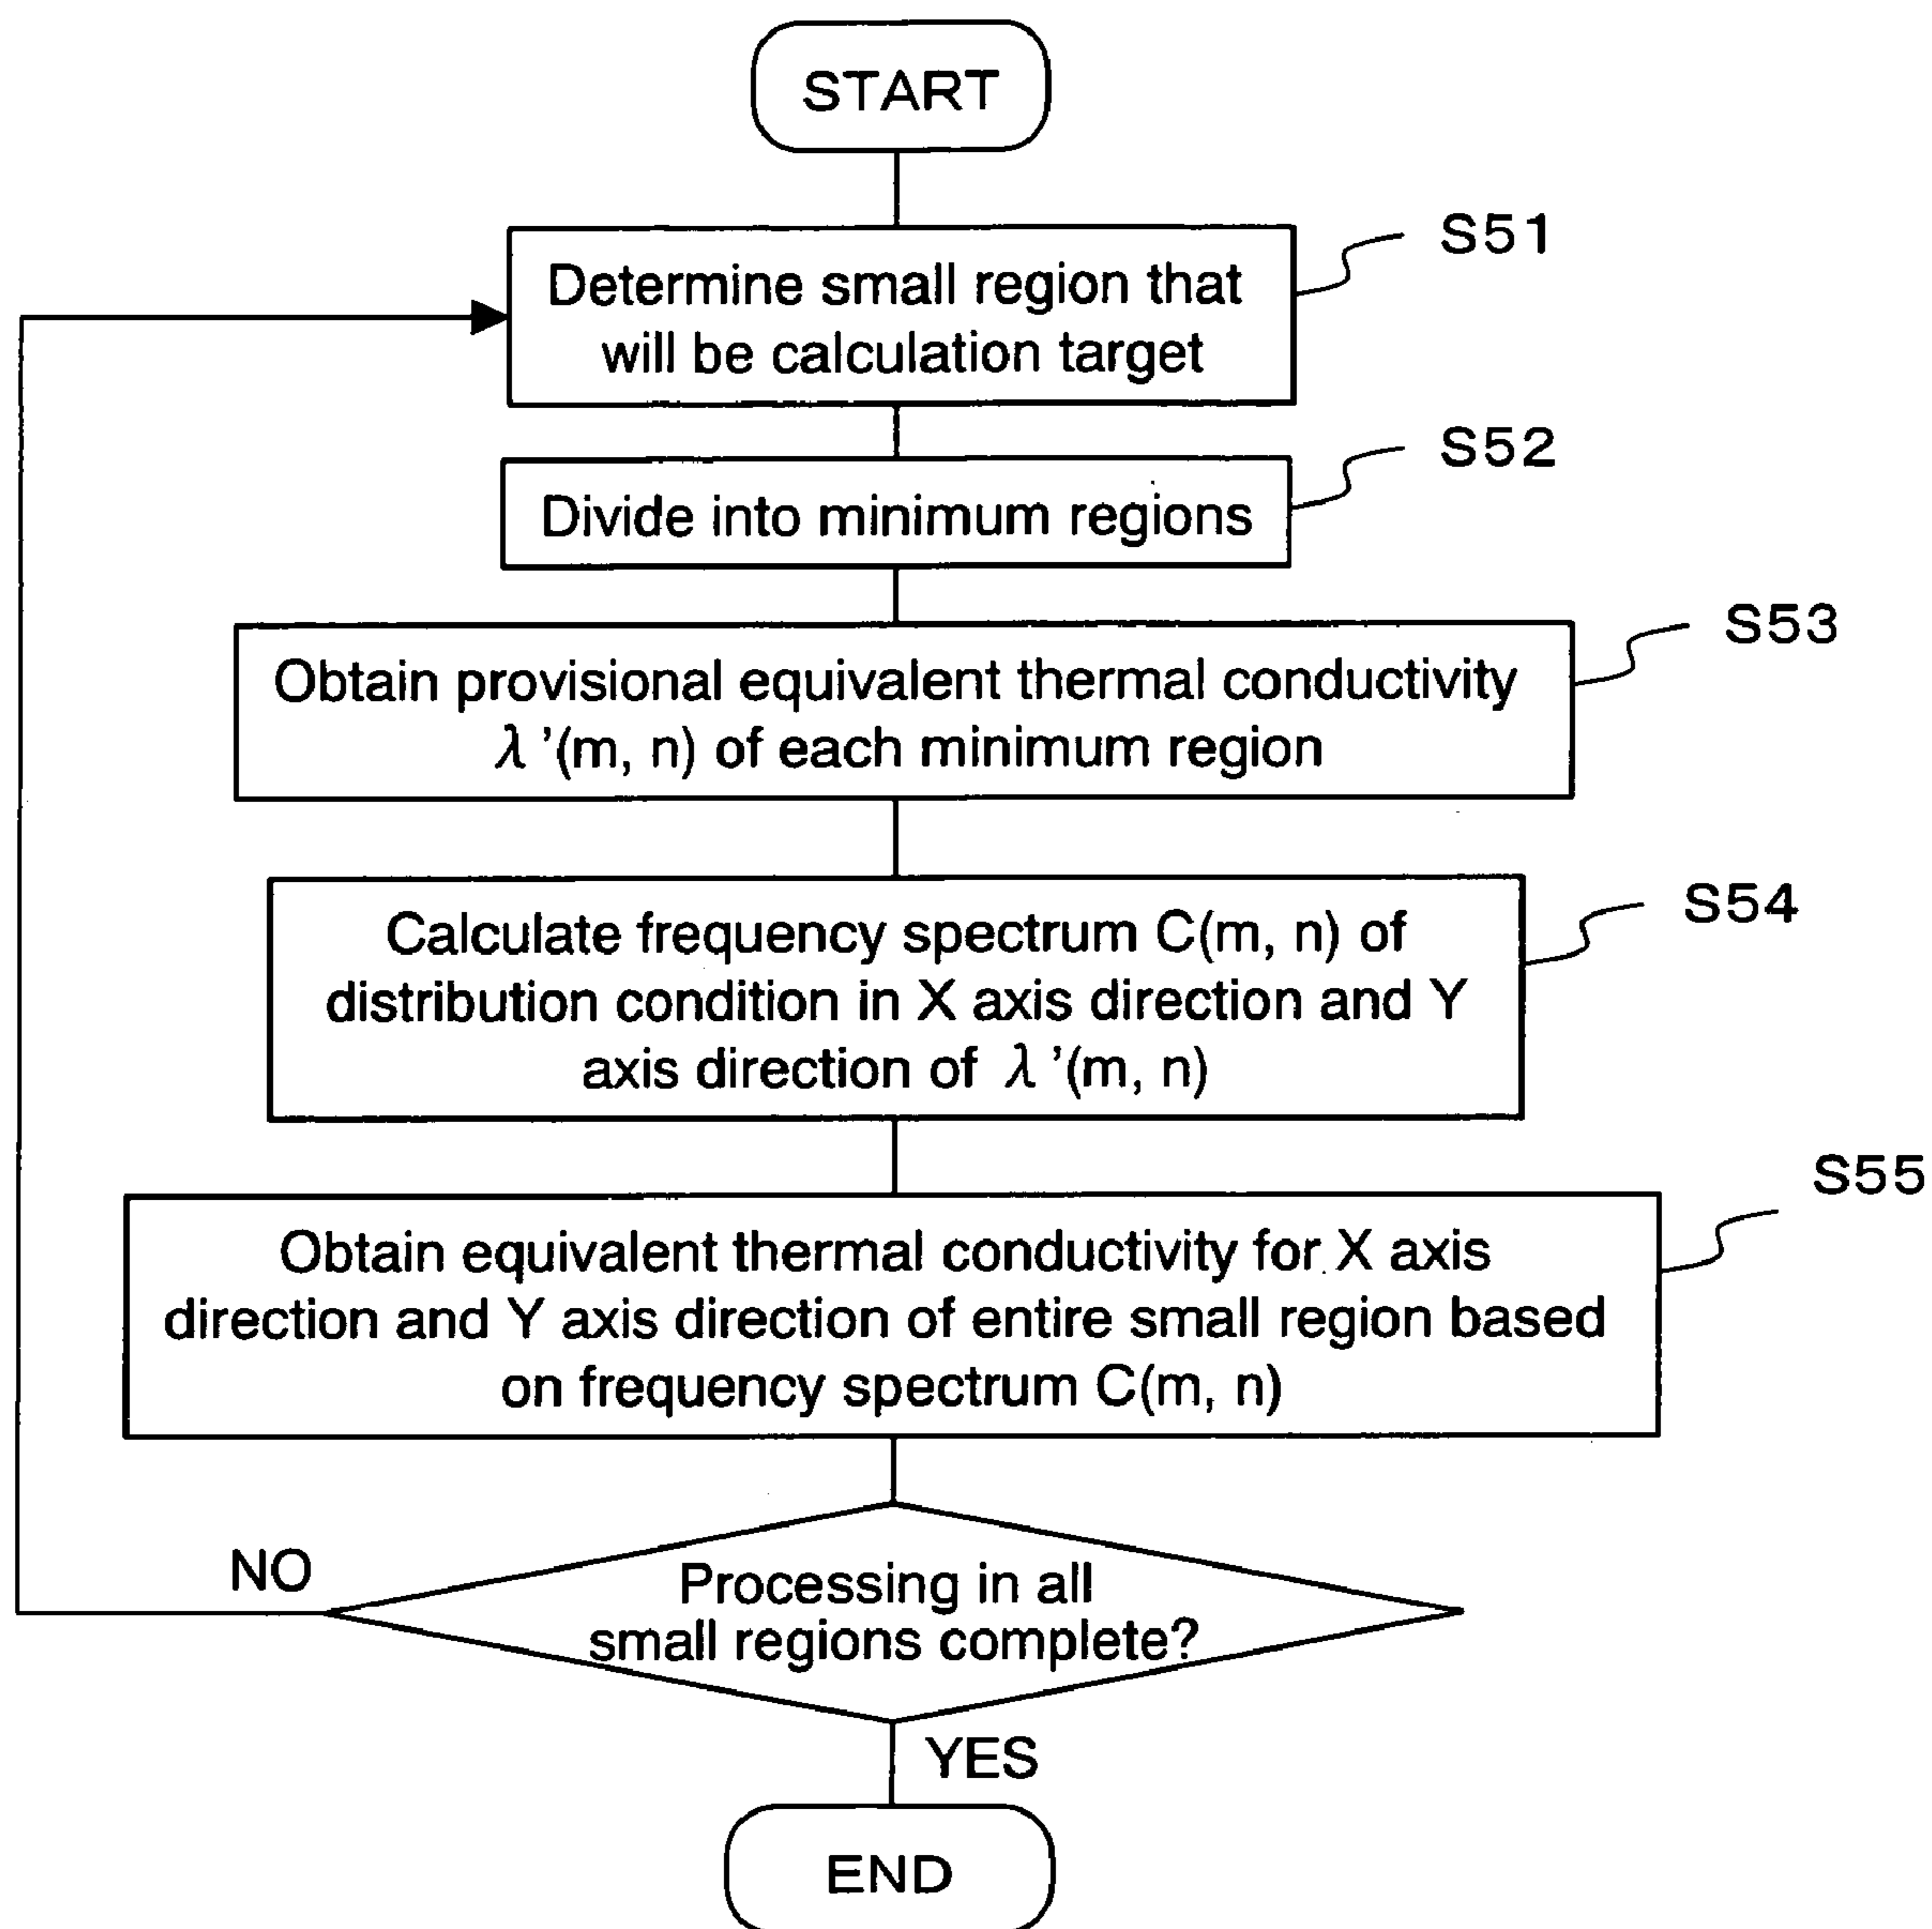 START
Determine small region that
will be calculation target
S51
Divide into minimum regions
S52
Obtain provisional equivalent thermal conductivity
λ'(m, n) of each minimum region
S53
Calculate frequency spectrum C(m, n) of
distribution condition in X axis direction and Y
axis direction of λ'(m, n)
S54
Obtain equivalent thermal conductivity for X axis
direction and Y axis direction of entire small region based
on frequency spectrum C(m, n)
S55
Processing in all
small regions complete?
NO
YES
END